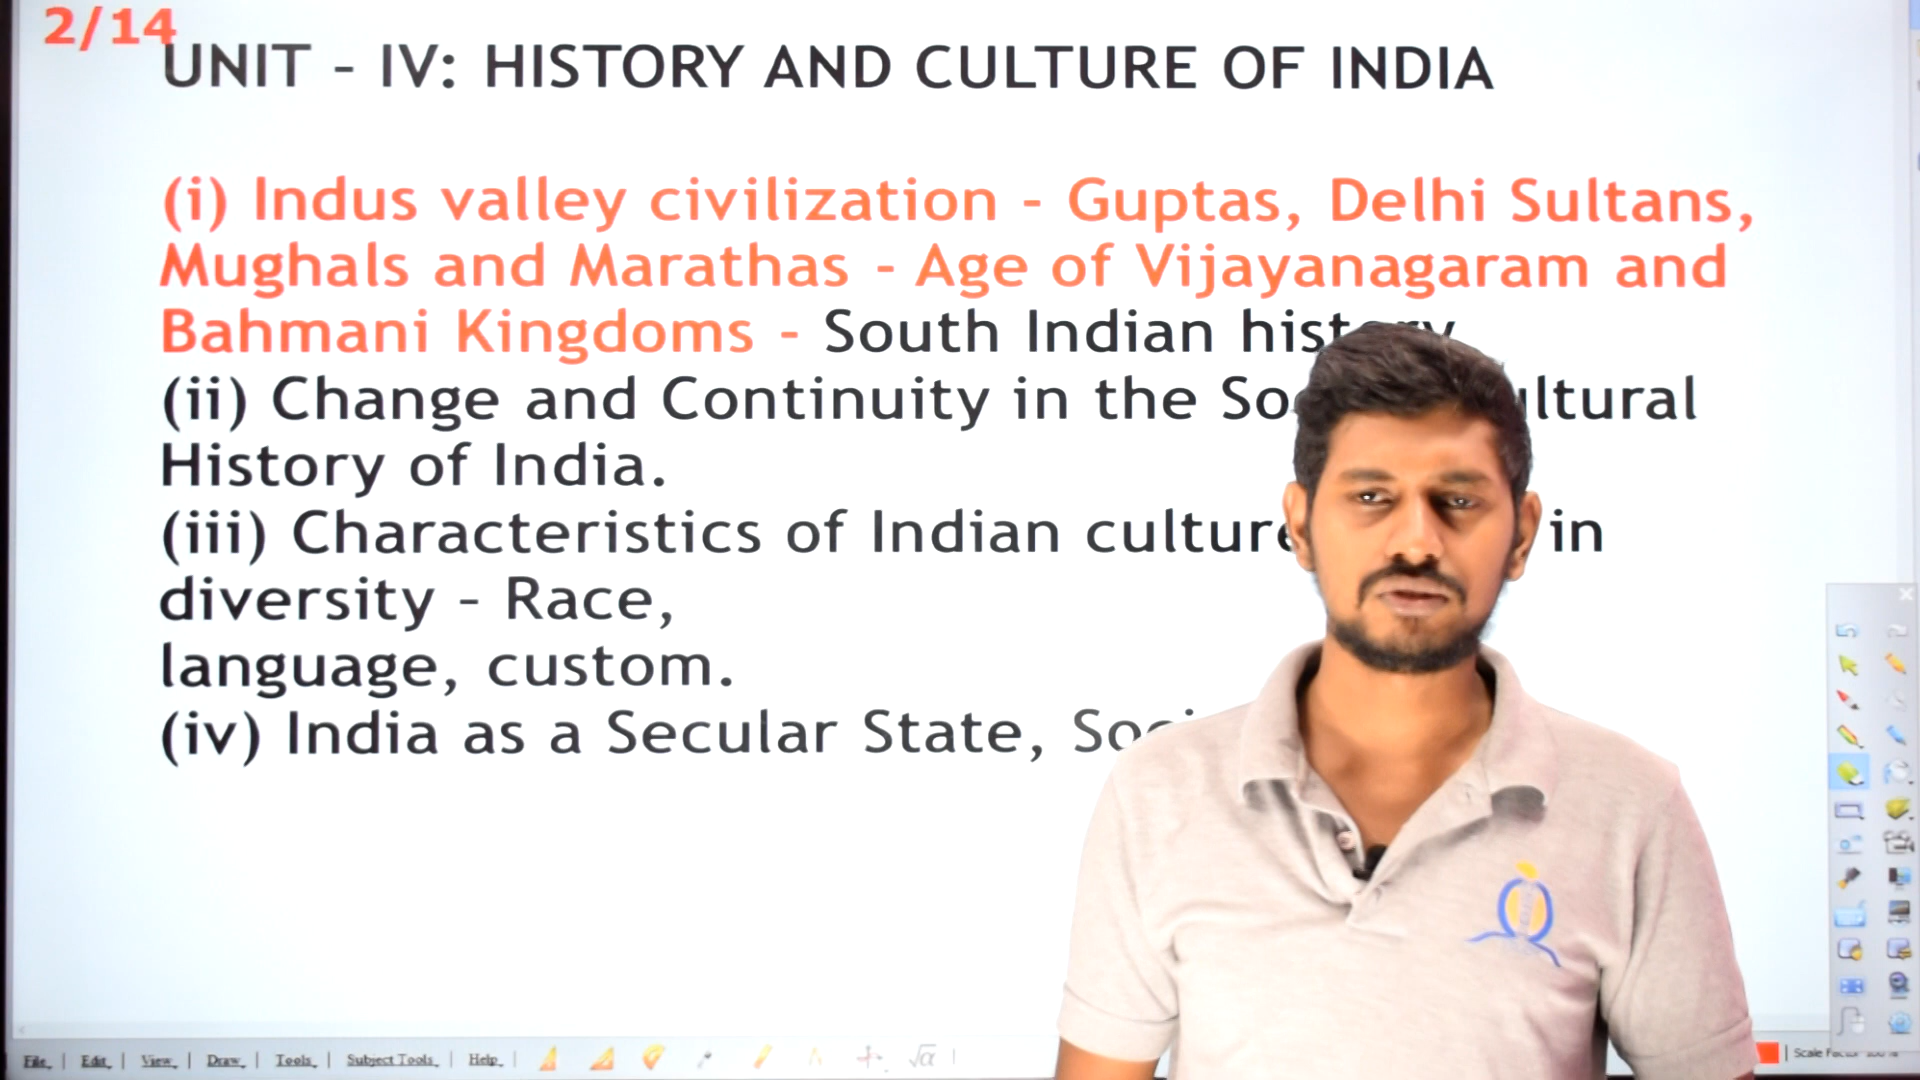 2/14
UNIT – IV: HISTORY AND CULTURE OF INDIA
(i) Indus valley civilization - Guptas, Delhi Sultans,
Mughals and Marathas - Age of Vijayanagaram and
Bahmani Kingdoms - South Indian history
(ii) Change and Continuity in the
History of India.
(iii) Characteristics of Indian culture in
diversity – Race,
language, custom.
(iv) India as a Secular State,
File Edit View Draw Tools Subject Tools Help √α Scale